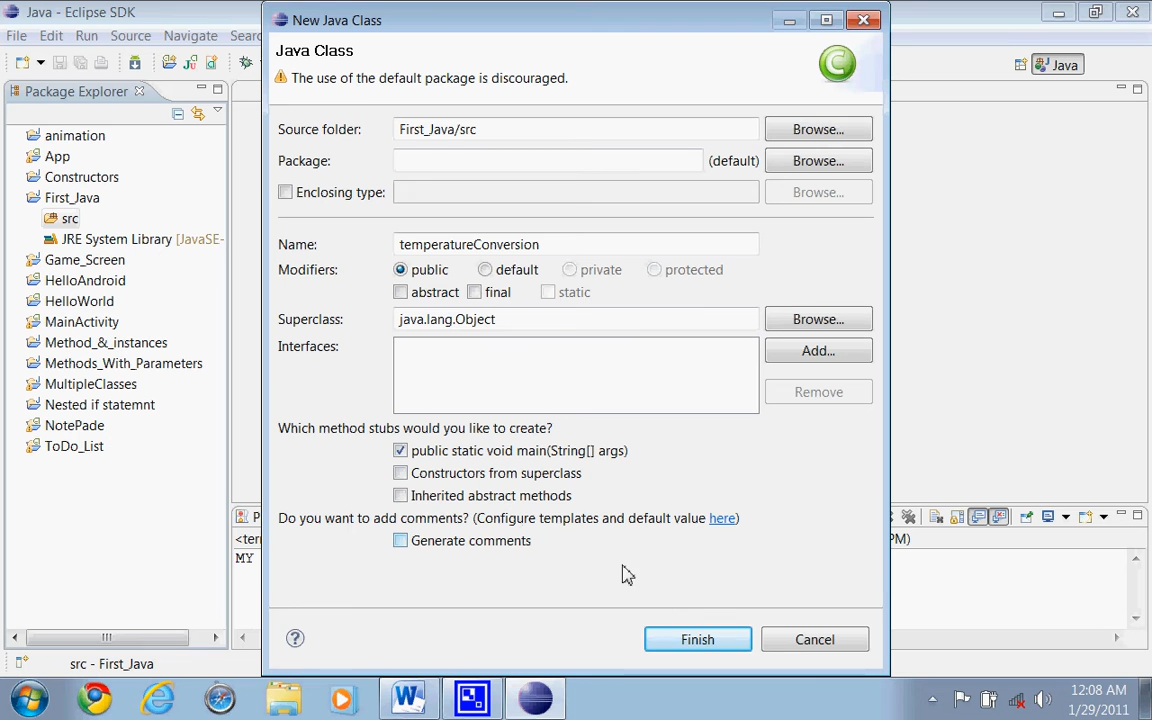 Java - Eclipse SDK
File Edit Run Source Navigate Searc
Java
Package Explorer
animation
App
Constructors
First_Java
src
JRE System Library [JavaSE-
Game_Screen
HelloAndroid
HelloWorld
MainActivity
Method_&_instances
Methods_With_Parameters
MultipleClasses
Nested if statemnt
NotePade
ToDo_List
New Java Class
Java Class
The use of the default package is discouraged.
Source folder: First_Java/src Browse...
Package: (default) Browse...
Enclosing type: Browse...
Name: temperatureConversion
Modifiers: public default private protected
abstract final static
Superclass: java.lang.Object Browse...
Interfaces: Add...
Remove
Which method stubs would you like to create?
public static void main(String[] args)
Constructors from superclass
Inherited abstract methods
Do you want to add comments? (Configure templates and default value here)
Generate comments
Finish Cancel
P
<ter PM)
MY
src - First_Java
12:08 AM
1/29/2011